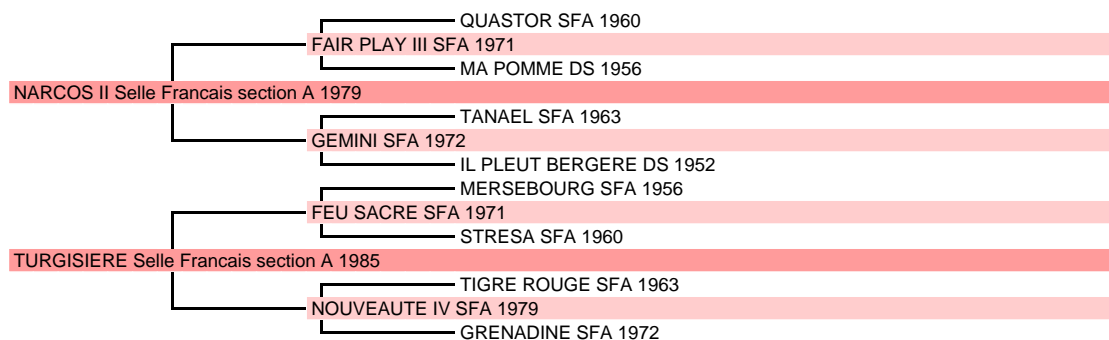 QUASTOR SFA 1960
FAIR PLAY III SFA 1971
MA POMME DS 1956
NARCOS II Selle Francais section A 1979
TANAEL SFA 1963
GEMINI SFA 1972
IL PLEUT BERGERE DS 1952
MERSEBOURG SFA 1956
FEU SACRE SFA 1971
STRESA SFA 1960
TURGISIERE Selle Francais section A 1985
TIGRE ROUGE SFA 1963
NOUVEAUTE IV SFA 1979
GRENADINE SFA 1972